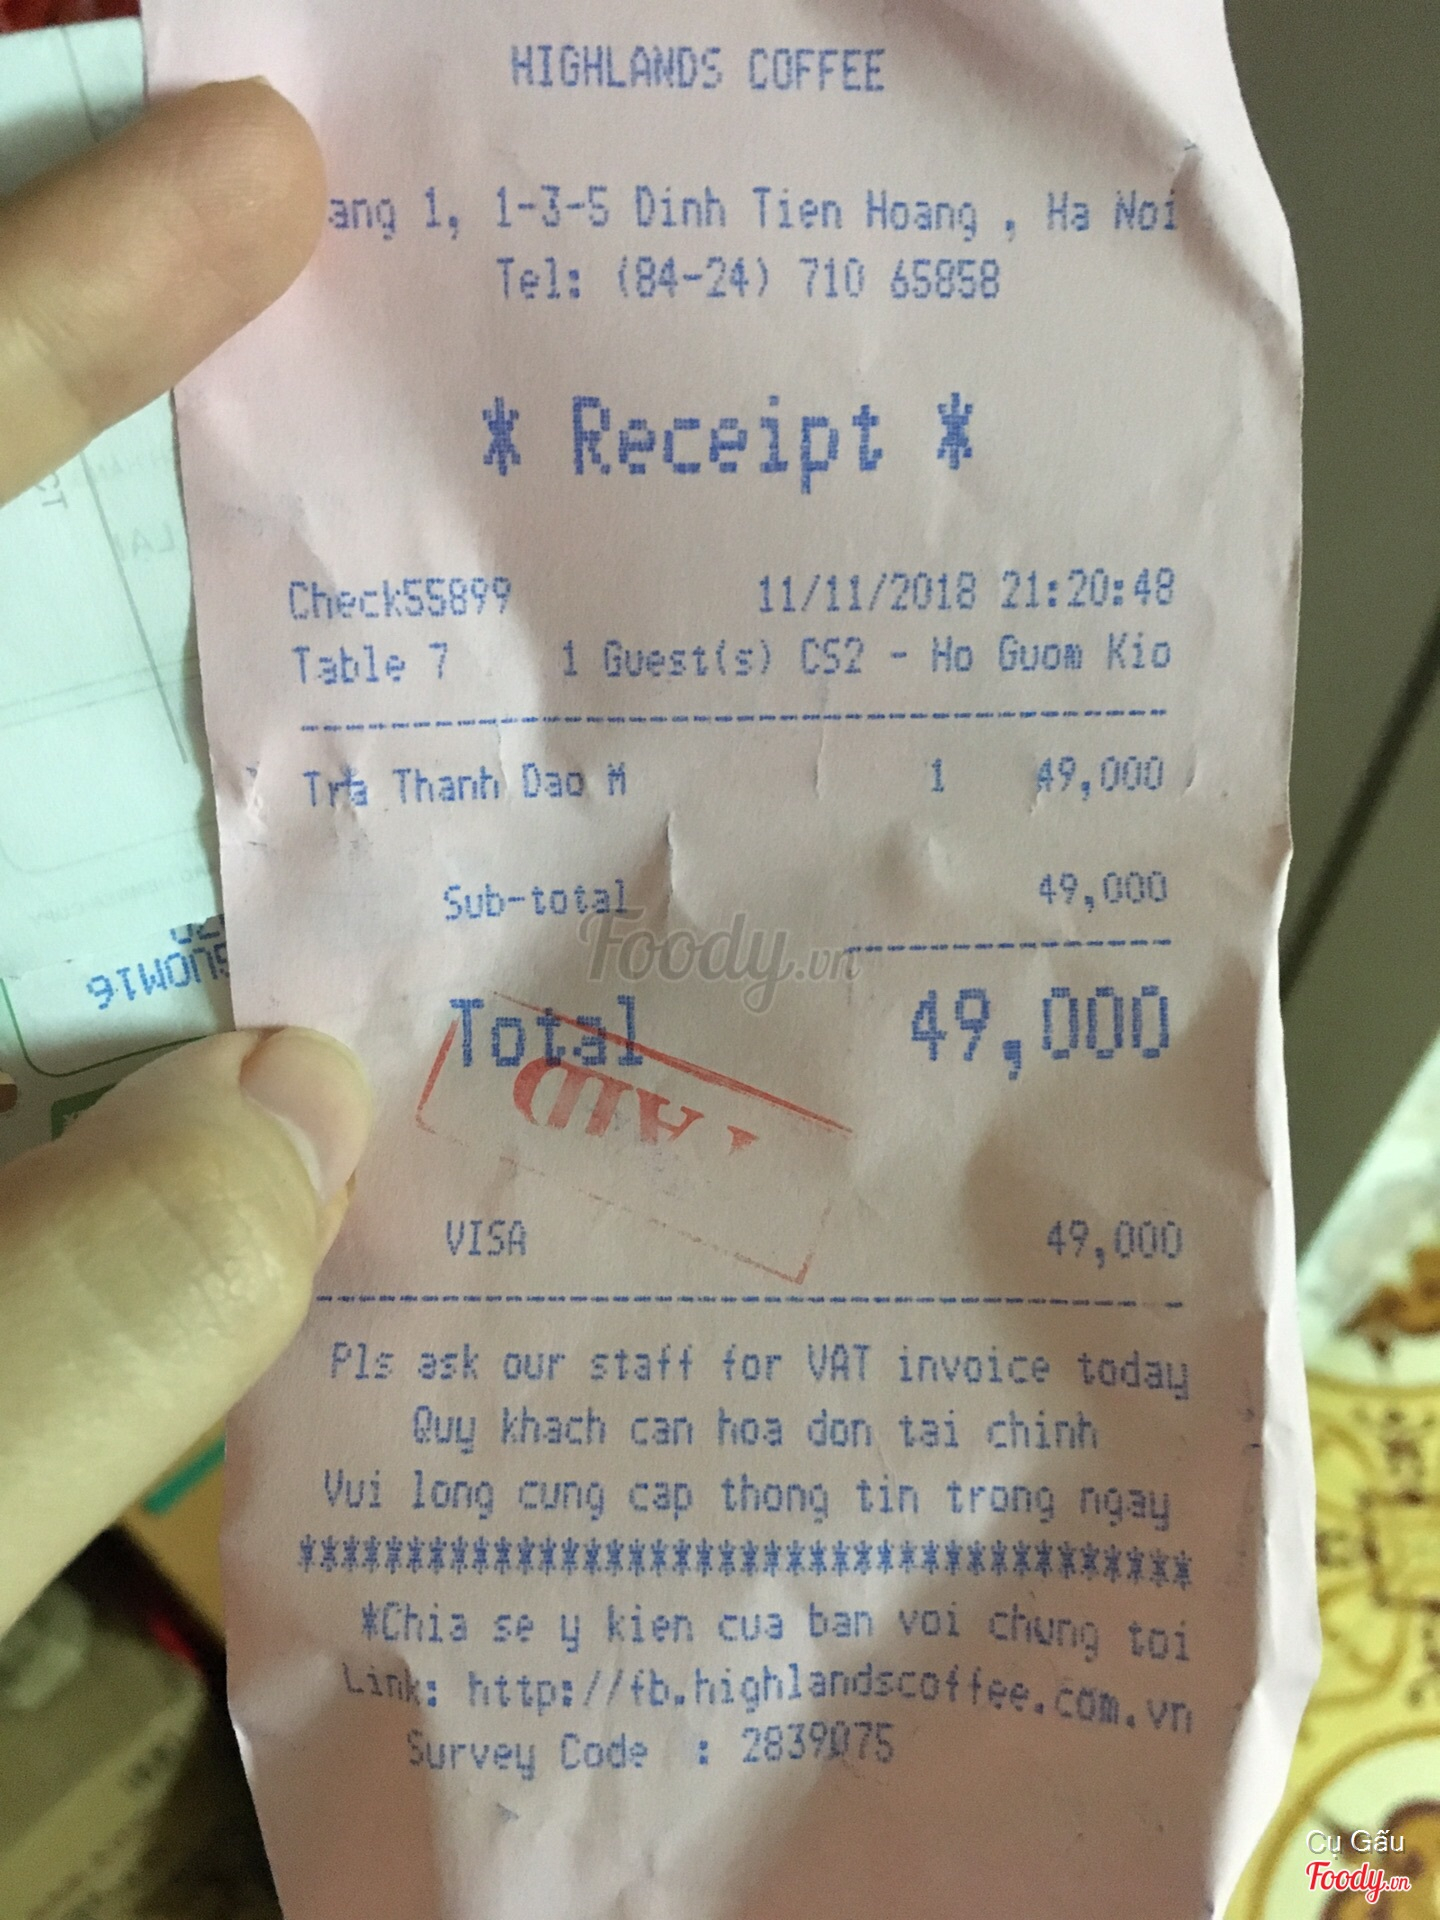 HIGHLANDS COFFEE
ang 1, 1-3-5 Dinh Tien Hoang , Ha Noi
Tel: (84-24) 710 65858
* Receipt *
Check55899 11/11/2018 21:20:48
Table 7 1 Guest(s) CS2 - Ho Guom Kio
Tra Thanh Dao M 1 49,000
Sub-total 49,000
Foody.vn
Total 49,000
PAID
VISA 49,000
Pls ask our staff for VAT invoice today
Quy khach can hoa don tai chinh
Vui long cung cap thong tin trong ngay
***************************************
*Chia se y kien cua ban voi chung toi
Link: http://fb.highlandscoffee.com.vn
Survey Code : 2839075
GUOM16
Cụ Gấu
Foody.vn